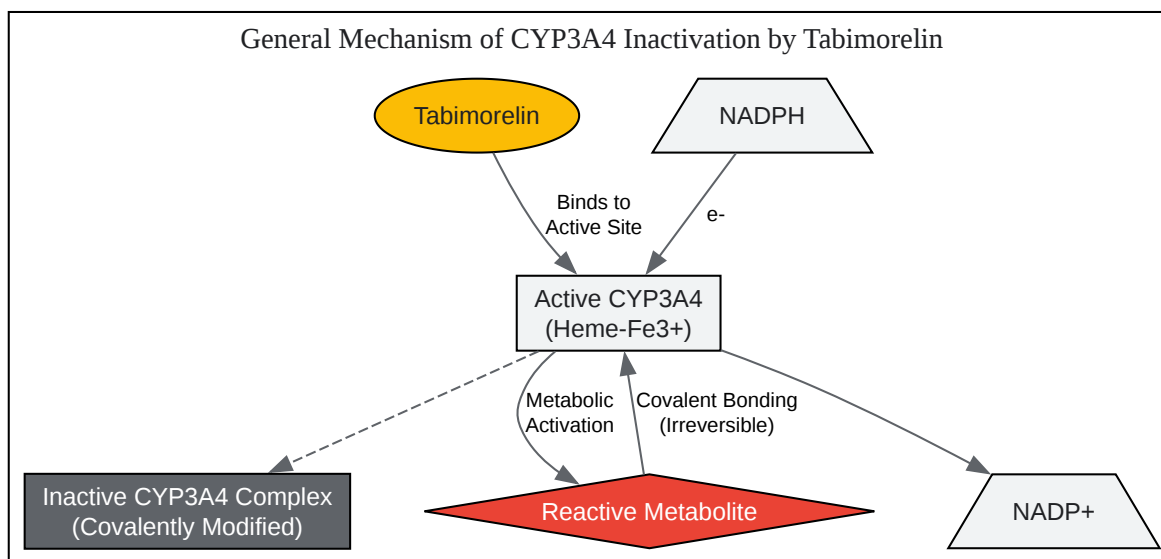 General Mechanism of CYP3A4 Inactivation by Tabimorelin
Tabimorelin
NADPH
Binds to
Active Site
e-
Active CYP3A4
(Heme-Fe3+)
Metabolic
Activation
Covalent Bonding
(Irreversible)
Inactive CYP3A4 Complex
(Covalently Modified)
Reactive Metabolite
NADP+